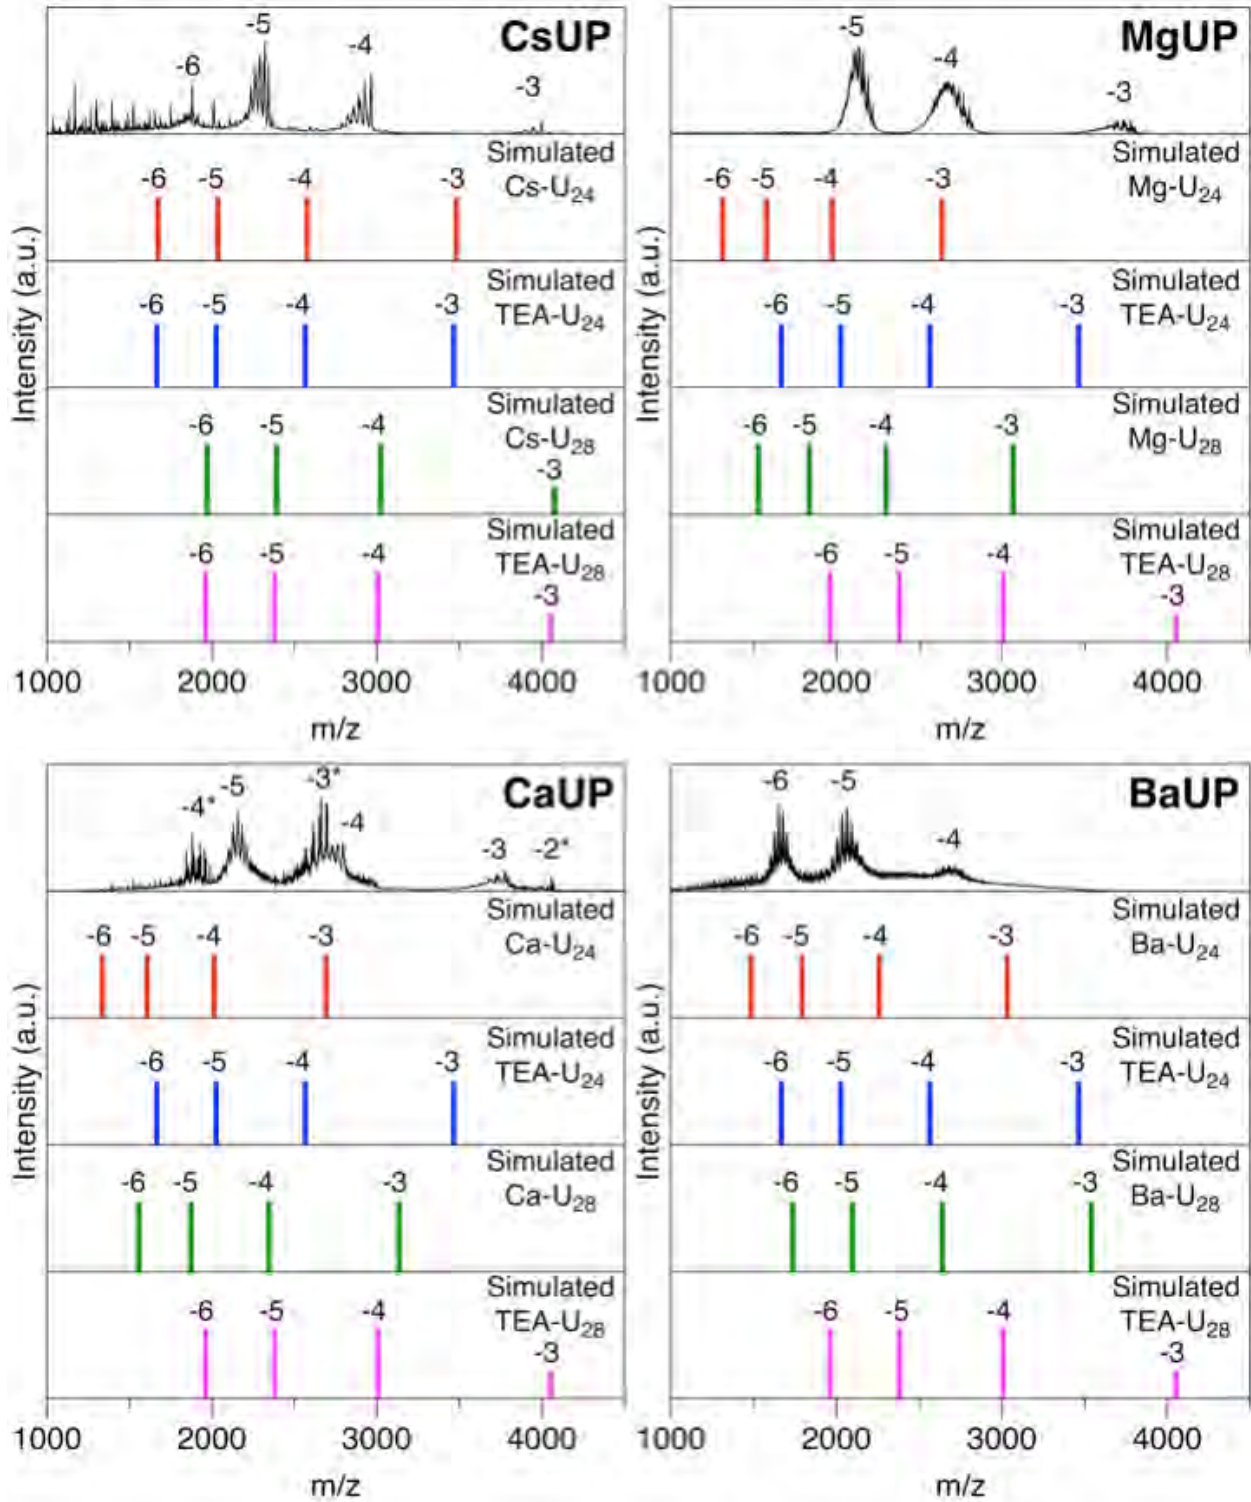 -5
CsUP
-6
-4
-3
Simulated
Cs-U24
-6 -5 -4 -3
Simulated
TEA-U24
-6 -5 -4 -3
Simulated
Cs-U28
-6 -5 -4
-3
Simulated
TEA-U28
-6 -5 -4
-3
Intensity (a.u.)
1000 2000 3000 4000
m/z
-5
MgUP
-4
-3
Simulated
Mg-U24
-6 -5 -4 -3
Simulated
TEA-U24
-6 -5 -4 -3
Simulated
Mg-U28
-6 -5 -4 -3
Simulated
TEA-U28
-6 -5 -4
-3
Intensity (a.u.)
1000 2000 3000 4000
m/z
-4* -5 -3* -4
CaUP
-3 -2*
Simulated
Ca-U24
-6 -5 -4 -3
Simulated
TEA-U24
-6 -5 -4 -3
Simulated
Ca-U28
-6 -5 -4 -3
Simulated
TEA-U28
-6 -5 -4
-3
Intensity (a.u.)
1000 2000 3000 4000
m/z
-6 -5
BaUP
-4
Simulated
Ba-U24
-6 -5 -4 -3
Simulated
TEA-U24
-6 -5 -4 -3
Simulated
Ba-U28
-6 -5 -4 -3
Simulated
TEA-U28
-6 -5 -4
-3
Intensity (a.u.)
1000 2000 3000 4000
m/z